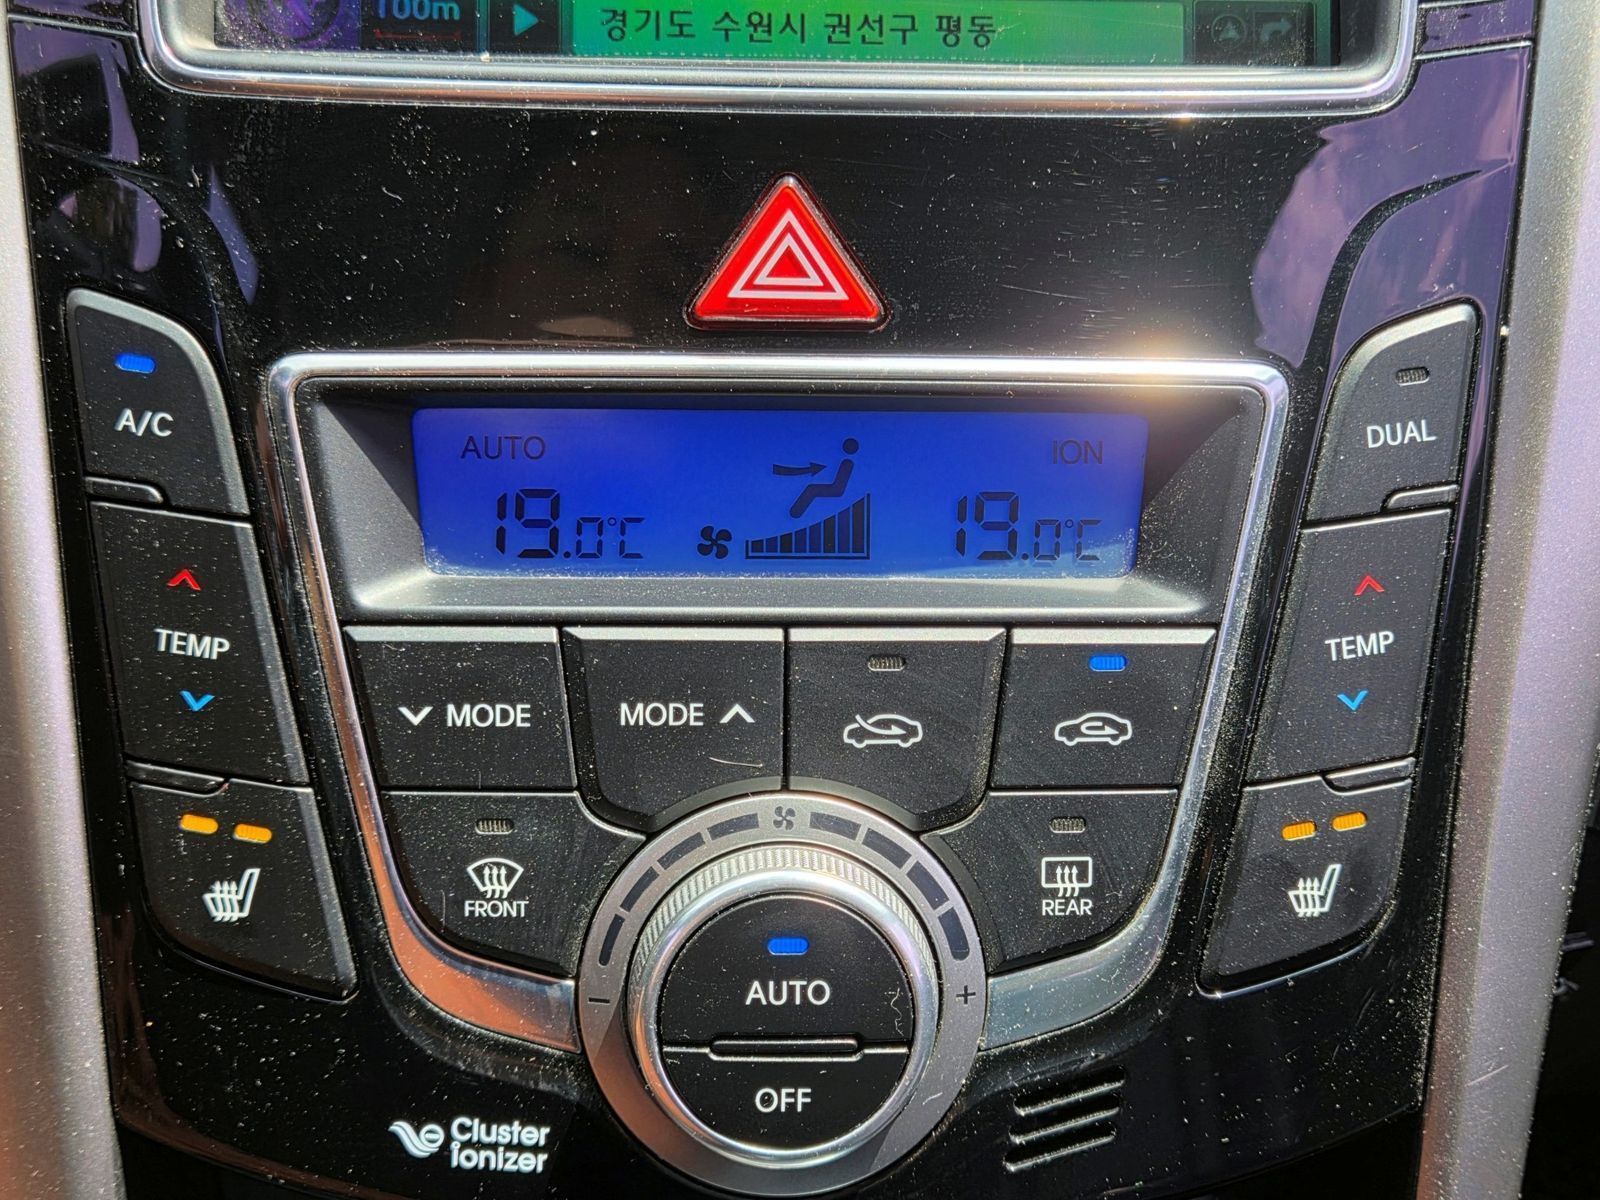 100m
경기도 수원시 권선구 평동
A/C
DUAL
AUTO
ION
19.0℃
19.0℃
TEMP
TEMP
MODE
MODE
FRONT
REAR
AUTO
OFF
Cluster
ionizer